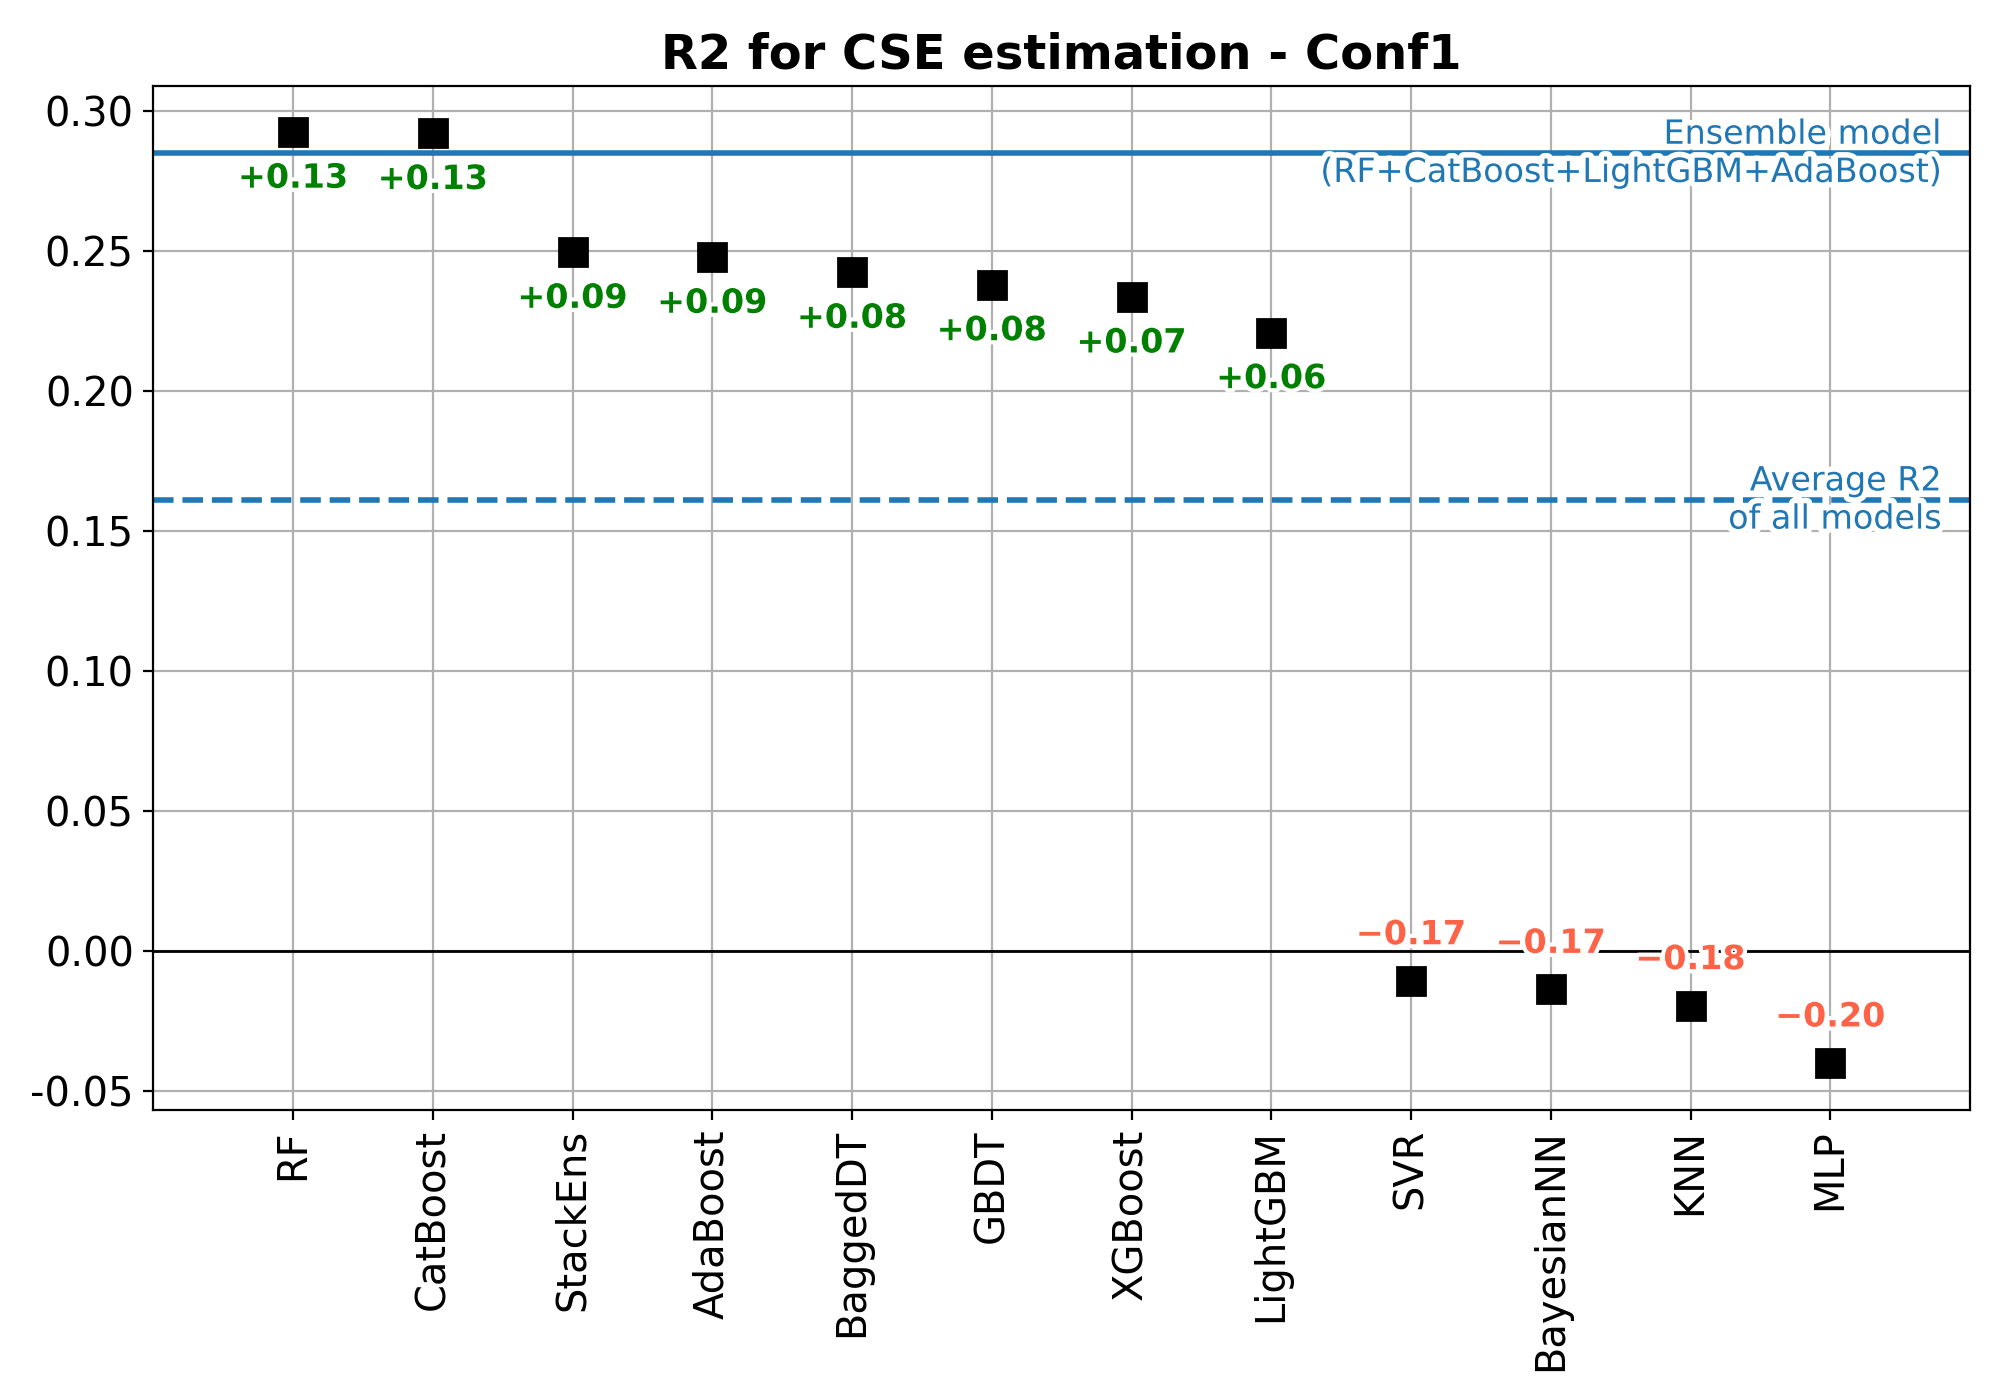 R2 for CSE estimation - Conf1
0.30
0.25
0.20
0.15
0.10
0.05
0.00
-0.05
Ensemble model
(RF+CatBoost+LightGBM+AdaBoost)
Average R2
of all models
+0.13
+0.13
+0.09
+0.09
+0.08
+0.08
+0.07
+0.06
−0.17
−0.17
−0.18
−0.20
RF
CatBoost
StackEns
AdaBoost
BaggedDT
GBDT
XGBoost
LightGBM
SVR
BayesianNN
KNN
MLP